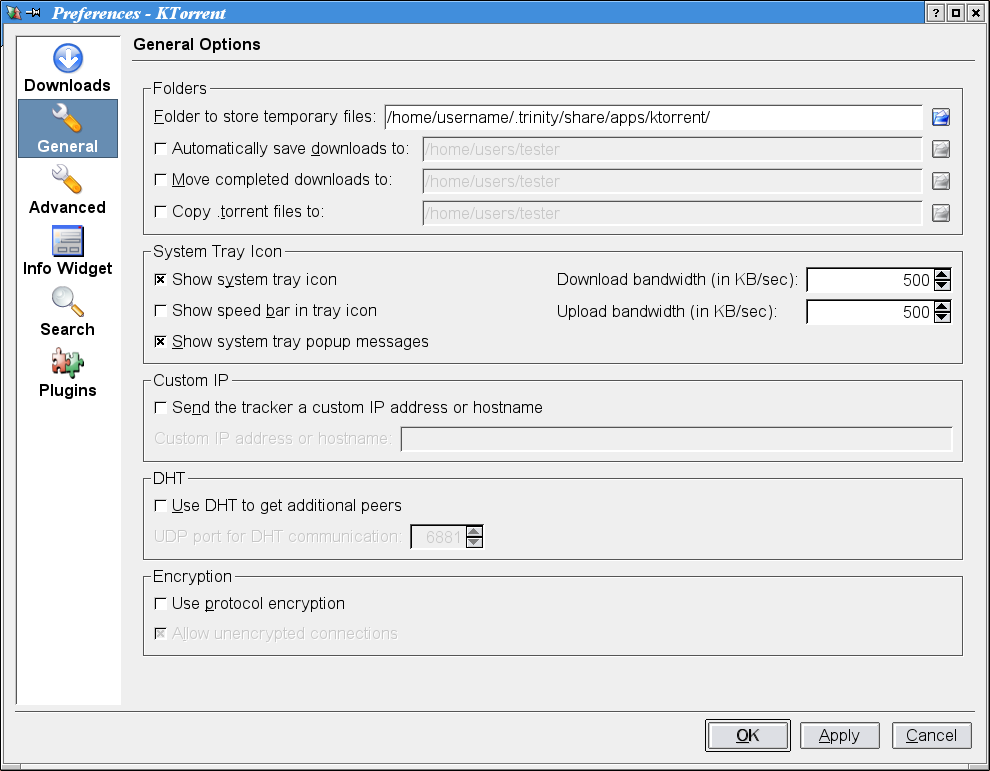 Preferences - KTorrent
?
Downloads
General
Advanced
Info Widget
Search
Plugins
General Options
Folders
Folder to store temporary files: /home/username/.trinity/share/apps/ktorrent/
Automatically save downloads to: /home/users/tester
Move completed downloads to: /home/users/tester
Copy .torrent files to: /home/users/tester
System Tray Icon
Show system tray icon Download bandwidth (in KB/sec): 500
Show speed bar in tray icon Upload bandwidth (in KB/sec): 500
Show system tray popup messages
Custom IP
Send the tracker a custom IP address or hostname
Custom IP address or hostname:
DHT
Use DHT to get additional peers
UDP port for DHT communication: 6881
Encryption
Use protocol encryption
Allow unencrypted connections
OK Apply Cancel